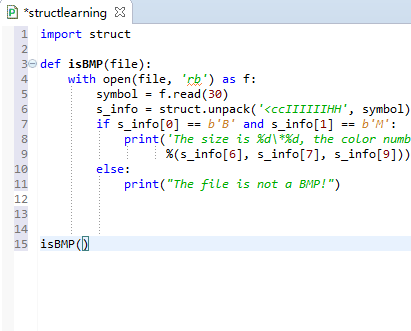 *structlearning
1 import struct
2
3 def isBMP(file):
4 with open(file, 'rb') as f:
5 symbol = f.read(30)
6 s_info = struct.unpack('<ccIIIIIIHH', symbol)
7 if s_info[0] == b'B' and s_info[1] == b'M':
8 print('The size is %d\*%d, the color numb
9 %(s_info[6], s_info[7], s_info[9]))
10 else:
11 print("The file is not a BMP!")
12
13
14
15 isBMP()